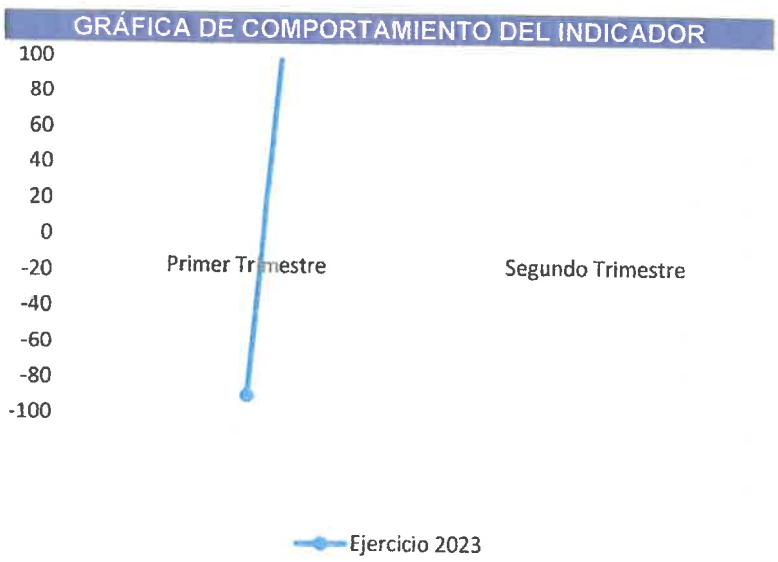 GRÁFICA DE COMPORTAMIENTO DEL INDICADOR
100
80
60
40
20
0
-20
-40
-60
-80
-100
Primer Trimestre
Segundo Trimestre
Ejercicio 2023